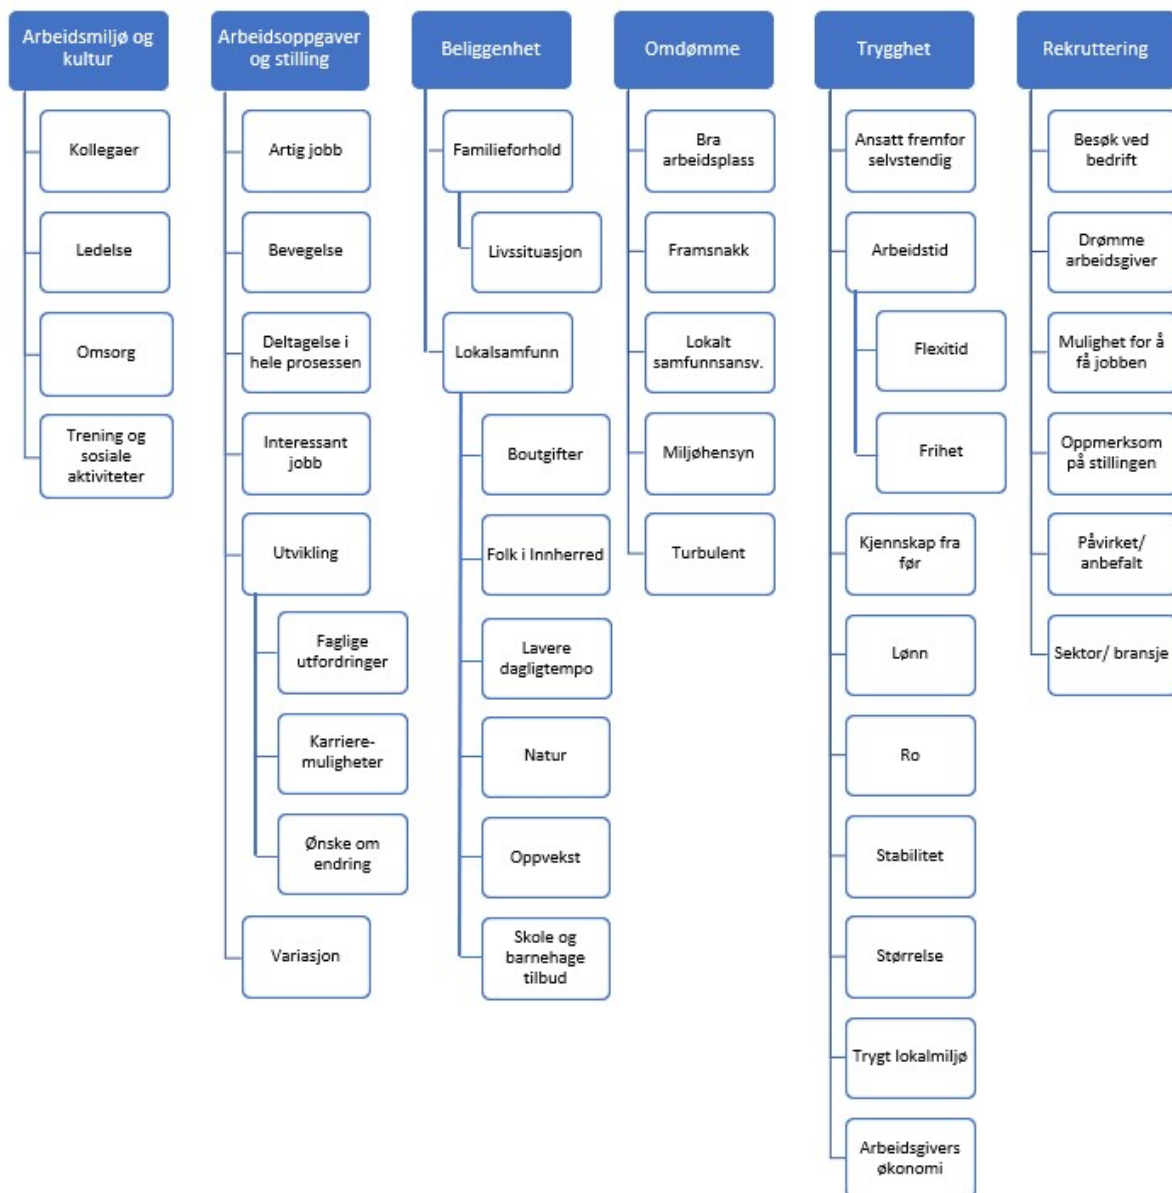 Arbeidsmiljø og
kultur
Kollegaer
Ledelse
Omsorg
Trening og
sosiale
aktiviteter
Arbeidsoppgaver
og stilling
Artig jobb
Bevegelse
Deltagelse i
hele prosessen
Interessant
jobb
Utvikling
Faglige
utfordringer
Karriere-
muligheter
Ønske om
endring
Variasjon
Beliggenhet
Familieforhold
Livssituasjon
Lokalsamfunn
Boutgifter
Folk i Innherred
Lavere
dagligtempo
Natur
Oppvekst
Skole og
barnehage
tilbud
Omdømme
Bra
arbeidsplass
Framsnakk
Lokalt
samfunnsansv.
Miljøhensyn
Turbulent
Trygghet
Ansatt fremfor
selvstendig
Arbeidstid
Flexitid
Frihet
Kjennskap fra
før
Lønn
Ro
Stabilitet
Størrelse
Trygt lokalmiljø
Arbeidsgivers
økonomi
Rekruttering
Besøk ved
bedrift
Drømme
arbeidsgiver
Mulighet for å
få jobben
Oppmerksom
på stillingen
Påvirket/
anbefalt
Sektor/ bransje